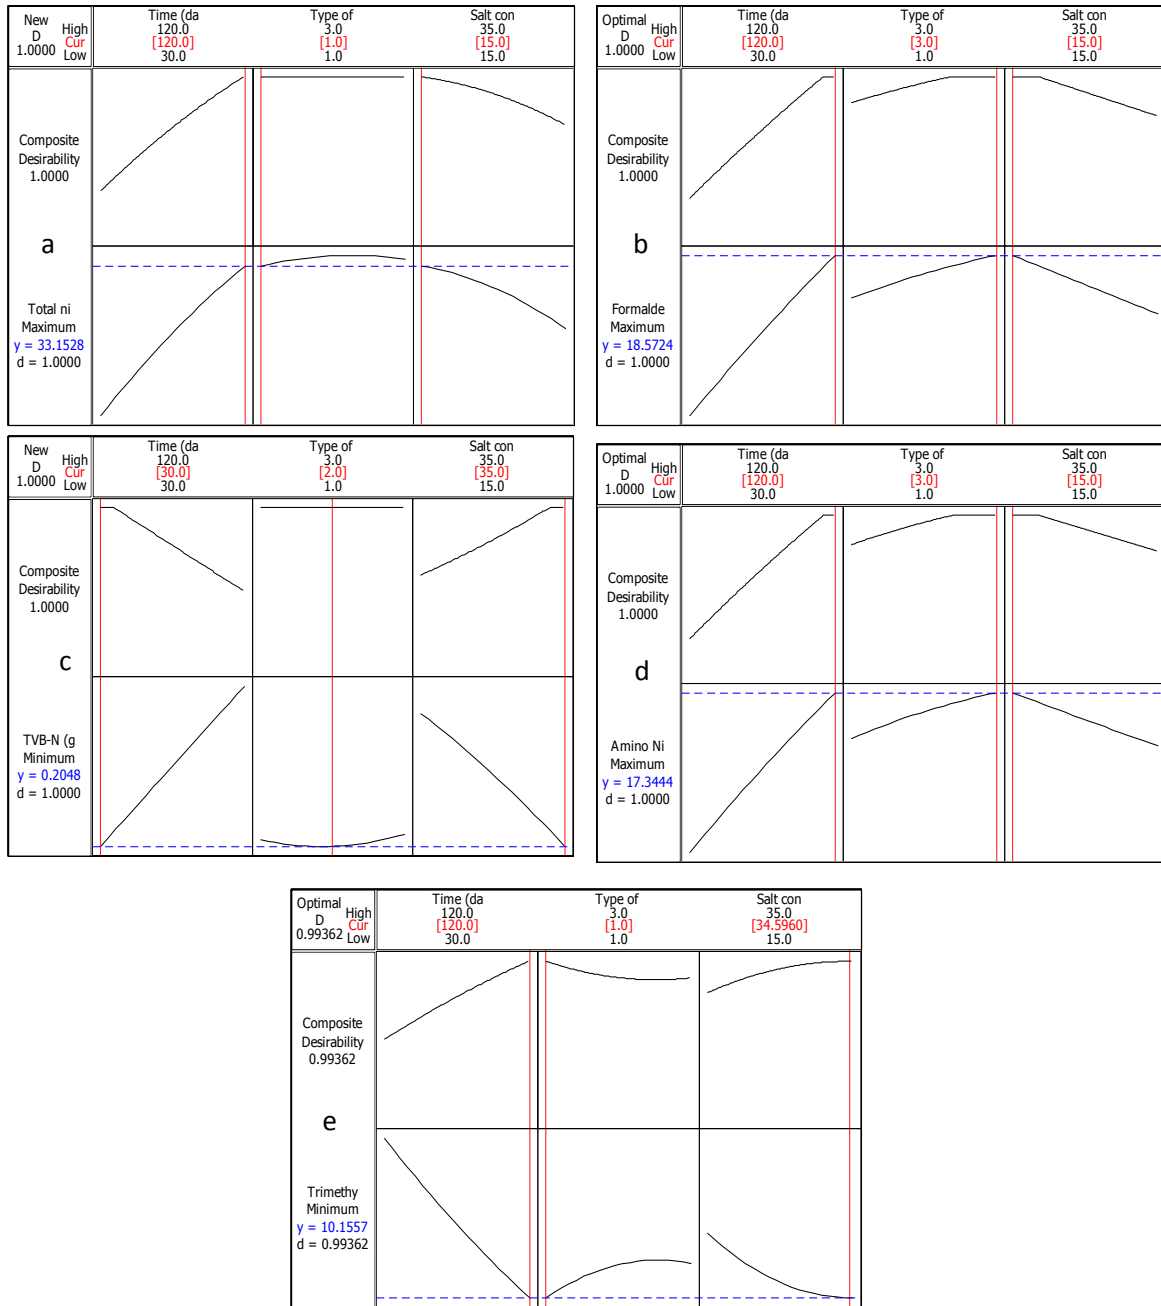 New
D
1.0000
High
Cur
Low
Time (da
120.0
[120.0]
30.0
Type of
3.0
[1.0]
1.0
Salt con
35.0
[15.0]
15.0
Composite
Desirability
1.0000
a
Total ni
Maximum
y = 33.1528
d = 1.0000
Optimal
D
1.0000
High
Cur
Low
Time (da
120.0
[120.0]
30.0
Type of
3.0
[3.0]
1.0
Salt con
35.0
[15.0]
15.0
Composite
Desirability
1.0000
b
Formalde
Maximum
y = 18.5724
d = 1.0000
New
D
1.0000
High
Cur
Low
Time (da
120.0
[30.0]
30.0
Type of
3.0
[2.0]
1.0
Salt con
35.0
[35.0]
15.0
Composite
Desirability
1.0000
c
TVB-N (g
Minimum
y = 0.2048
d = 1.0000
Optimal
D
1.0000
High
Cur
Low
Time (da
120.0
[120.0]
30.0
Type of
3.0
[3.0]
1.0
Salt con
35.0
[15.0]
15.0
Composite
Desirability
1.0000
d
Amino Ni
Maximum
y = 17.3444
d = 1.0000
Optimal
D
0.99362
High
Cur
Low
Time (da
120.0
[120.0]
30.0
Type of
3.0
[1.0]
1.0
Salt con
35.0
[34.5960]
15.0
Composite
Desirability
0.99362
e
Trimethy
Minimum
y = 10.1557
d = 0.99362